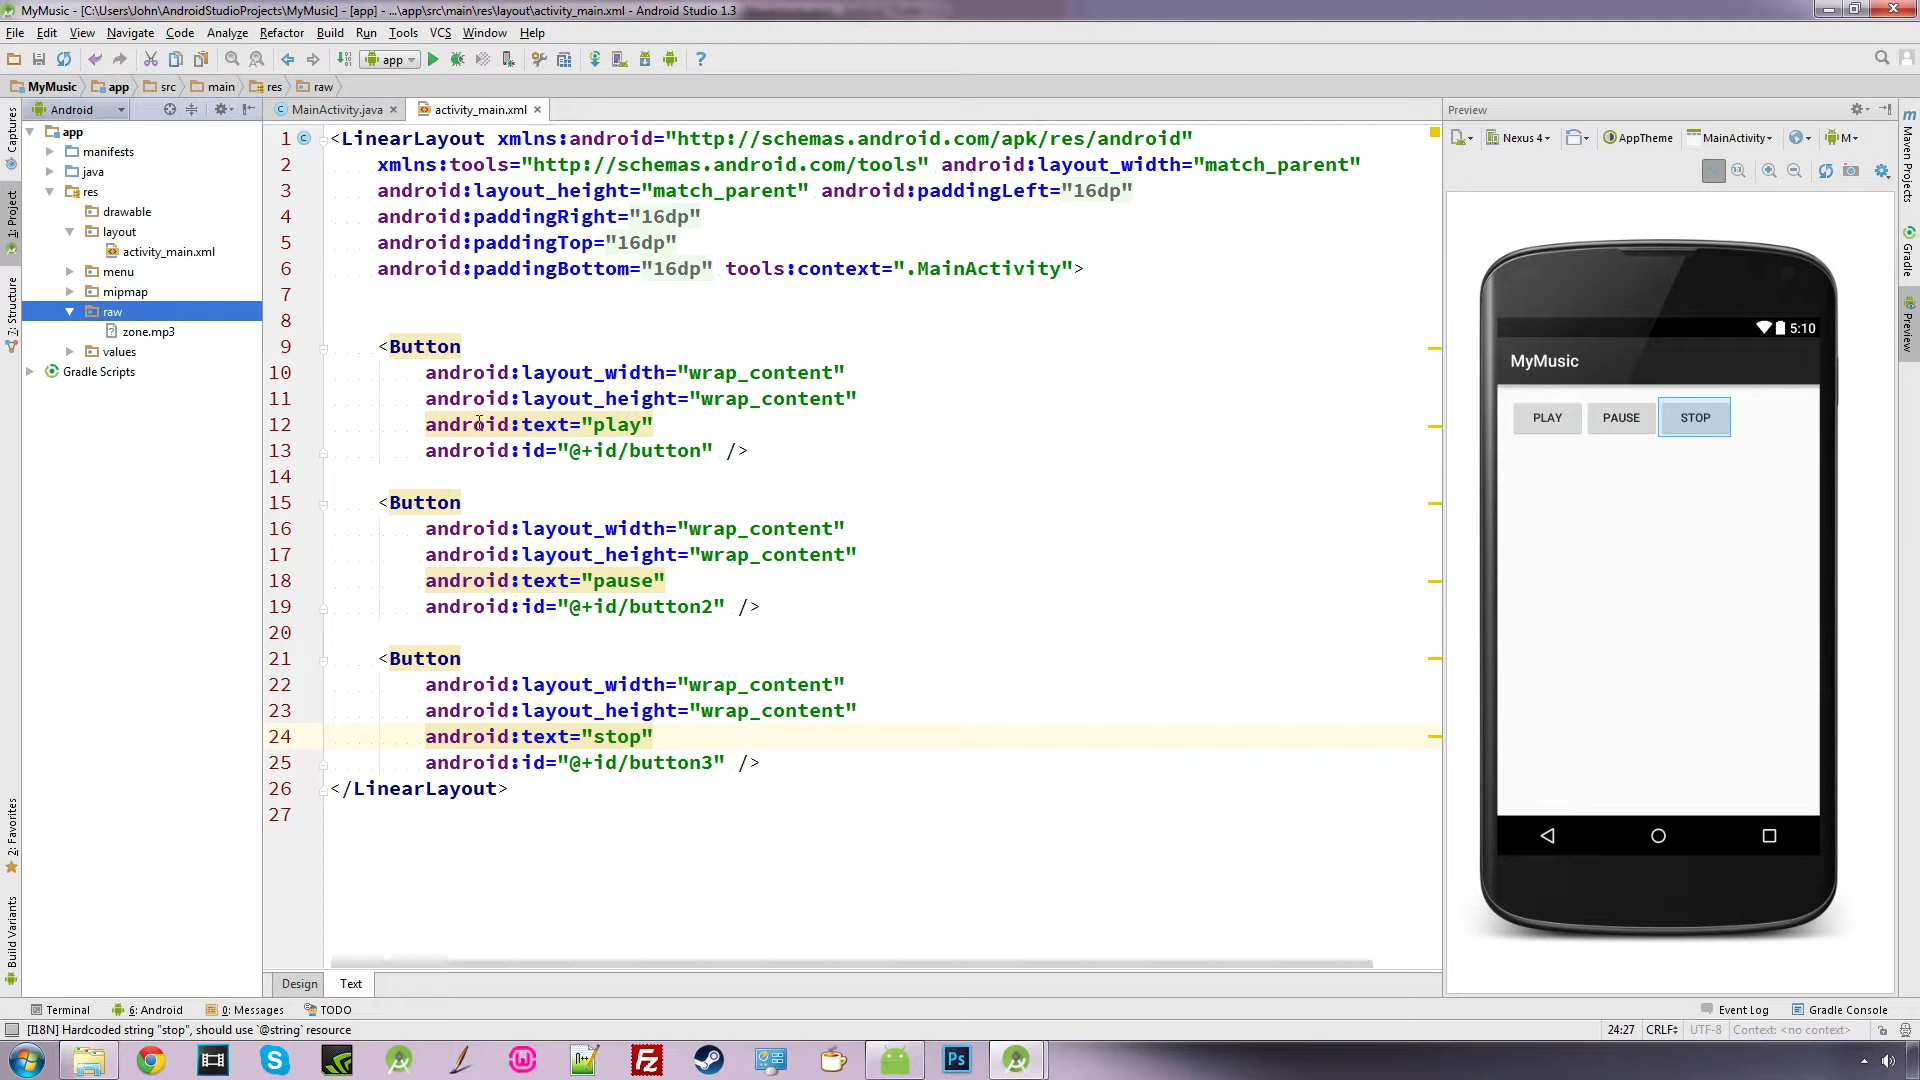 MyMusic - [C:\Users\John\AndroidStudioProjects\MyMusic] - [app] - ...\app\src\main\res\layout\activity_main.xml - Android Studio 1.3
File Edit View Navigate Code Analyze Refactor Build Run Tools VCS Window Help
app
MyMusic app src main res raw
Android
MainActivity.java activity_main.xml
Preview
app
manifests
java
res
drawable
layout
activity_main.xml
menu
mipmap
raw
zone.mp3
values
Gradle Scripts
Captures
1: Project
7: Structure
2: Favorites
Build Variants
1 <LinearLayout xmlns:android="http://schemas.android.com/apk/res/android"
2 xmlns:tools="http://schemas.android.com/tools" android:layout_width="match_parent"
3 android:layout_height="match_parent" android:paddingLeft="16dp"
4 android:paddingRight="16dp"
5 android:paddingTop="16dp"
6 android:paddingBottom="16dp" tools:context=".MainActivity">
7
8
9 <Button
10 android:layout_width="wrap_content"
11 android:layout_height="wrap_content"
12 android:text="play"
13 android:id="@+id/button" />
14
15 <Button
16 android:layout_width="wrap_content"
17 android:layout_height="wrap_content"
18 android:text="pause"
19 android:id="@+id/button2" />
20
21 <Button
22 android:layout_width="wrap_content"
23 android:layout_height="wrap_content"
24 android:text="stop"
25 android:id="@+id/button3" />
26 </LinearLayout>
27
Nexus 4 AppTheme MainActivity M
5:10
MyMusic
PLAY PAUSE STOP
Maven Projects
Gradle
Preview
Design Text
Terminal 6: Android 0: Messages TODO
Event Log Gradle Console
[I18N] Hardcoded string "stop", should use `@string` resource
24:27 CRLF UTF-8 Context: <no context>
Fz
Ps